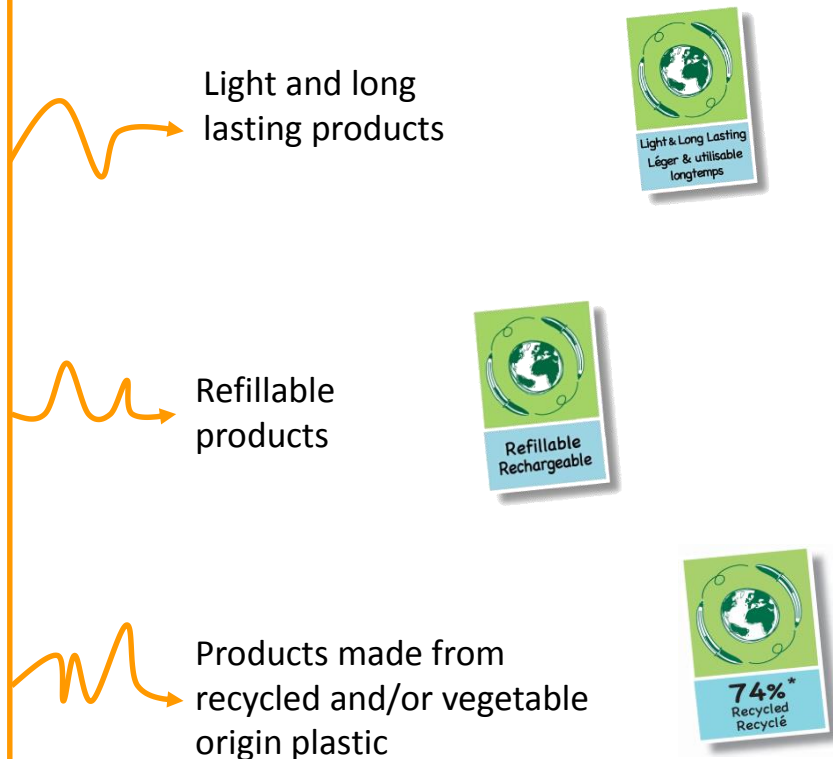 Light and long
lasting products
Light & Long Lasting
Léger & utilisable
longtemps
Refillable
products
Refillable
Rechargeable
Products made from
recycled and/or vegetable
origin plastic
74%*
Recycled
Recyclé